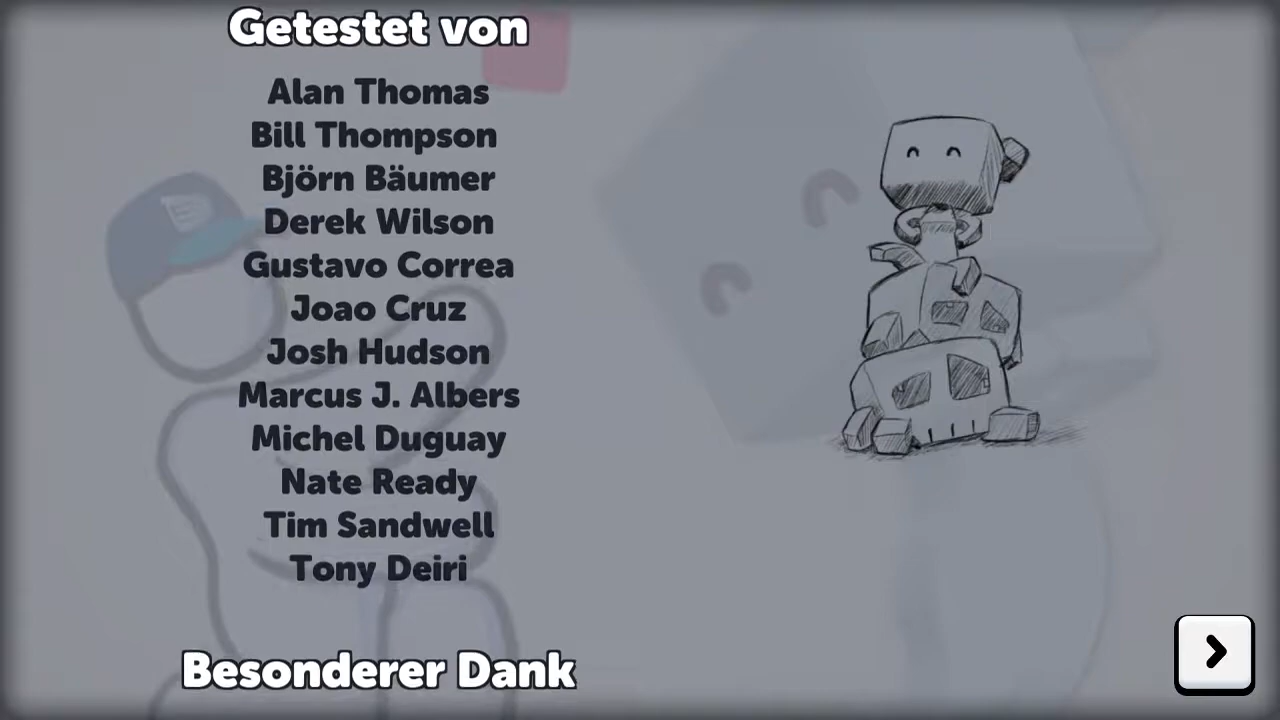 Getestet von
Alan Thomas
Bill Thompson
Björn Bäumer
Derek Wilson
Gustavo Correa
Joao Cruz
Josh Hudson
Marcus J. Albers
Michel Duguay
Nate Ready
Tim Sandwell
Tony Deiri
Besonderer Dank